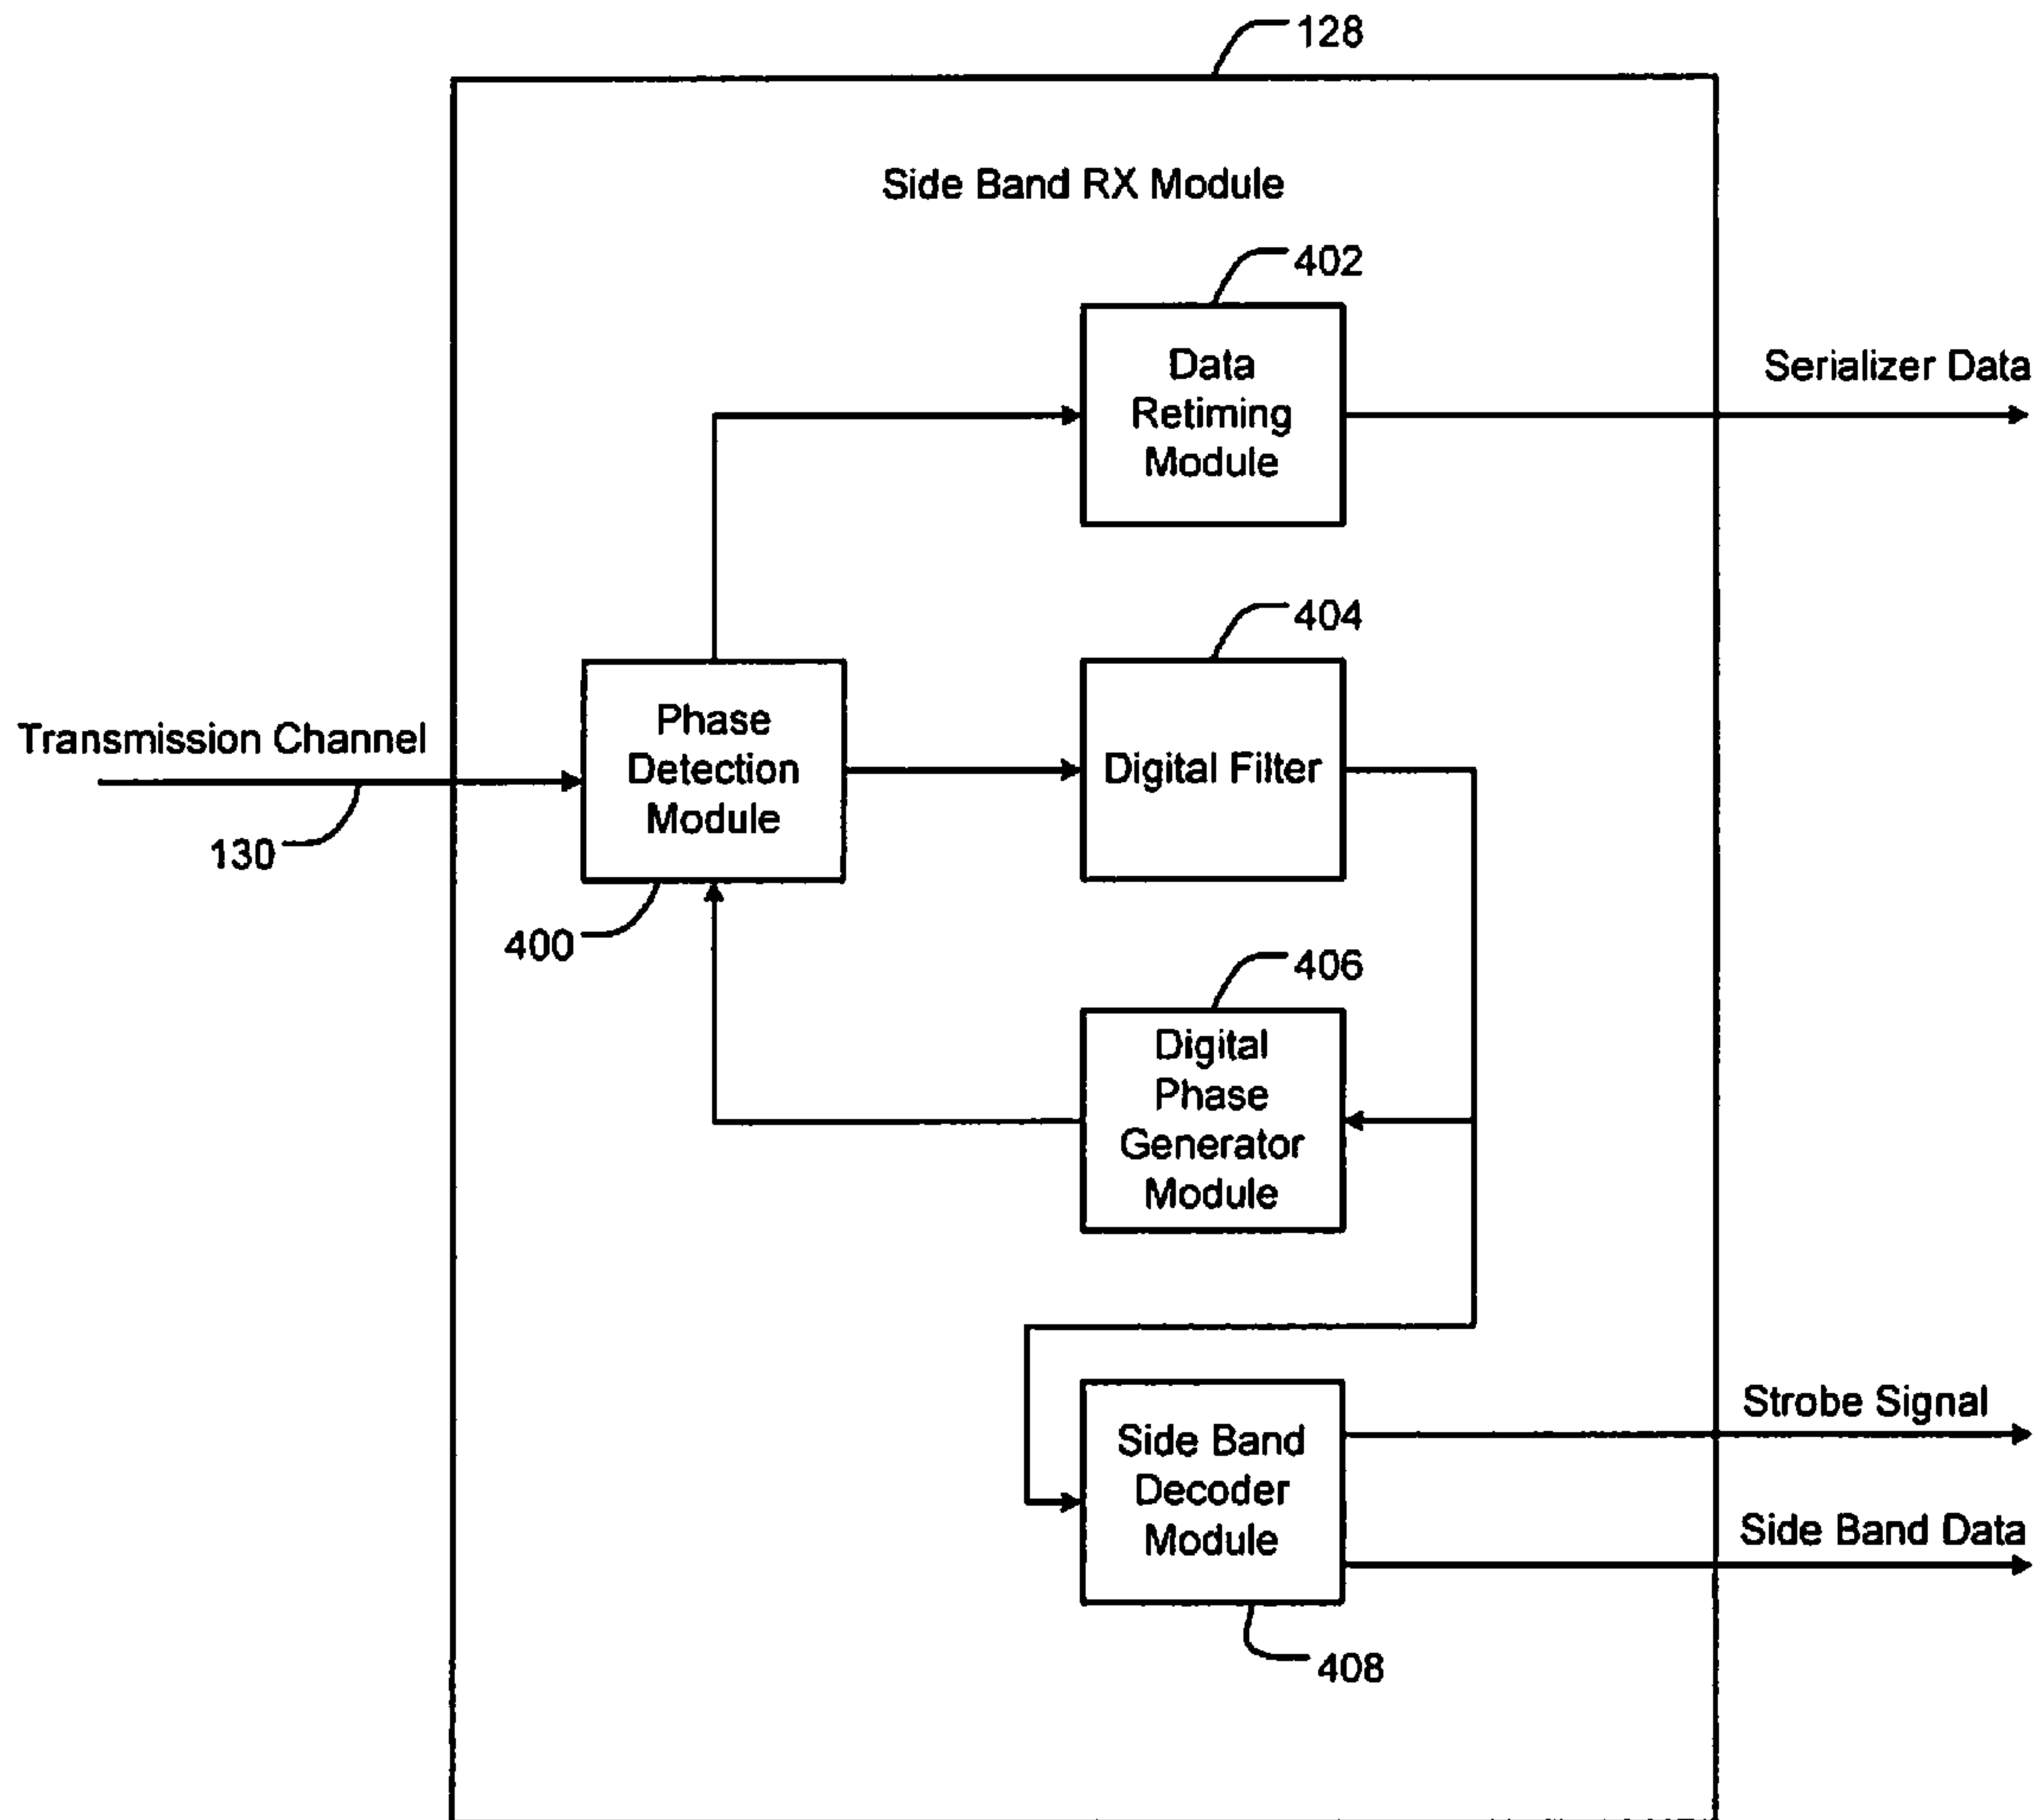 128
Side Band RX Module
402
Data
Retiming
Module
Serializer Data
404
Transmission Channel
Phase
Detection
Module
Digital Filter
130
400
406
Digital
Phase
Generator
Module
Strobe Signal
Side Band
Decoder
Module
Side Band Data
408